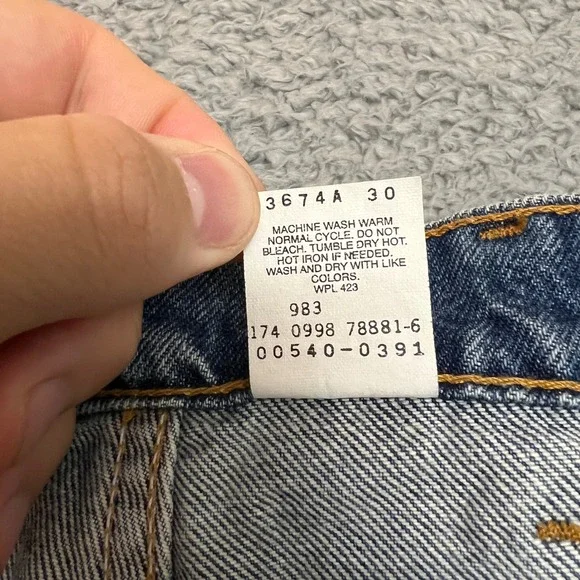 3674A 30
MACHINE WASH WARM
NORMAL CYCLE. DO NOT
BLEACH. TUMBLE DRY HOT.
HOT IRON IF NEEDED.
WASH AND DRY WITH LIKE
COLORS.
WPL 423
983
174 0998 78881-6
00540-0391